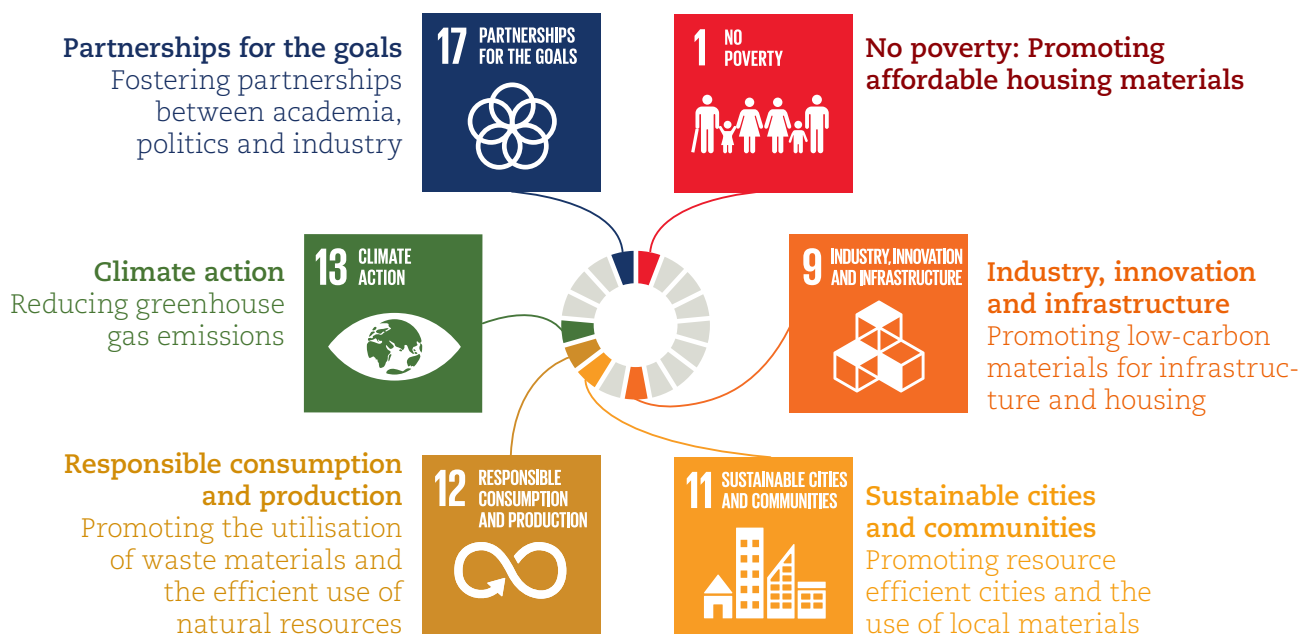 Partnerships for the goals
Fostering partnerships
between academia,
politics and industry
17 PARTNERSHIPS
FOR THE GOALS
1 NO
POVERTY
No poverty: Promoting
affordable housing materials
Climate action
Reducing greenhouse
gas emissions
13 CLIMATE
ACTION
9 INDUSTRY, INNOVATION
AND INFRASTRUCTURE
Industry, innovation
and infrastructure
Promoting low-carbon
materials for infrastruc-
ture and housing
Responsible consumption
and production
Promoting the utilisation
of waste materials and
the efficient use of
natural resources
12 RESPONSIBLE
CONSUMPTION
AND PRODUCTION
11 SUSTAINABLE CITIES
AND COMMUNITIES
Sustainable cities
and communities
Promoting resource
efficient cities and the
use of local materials